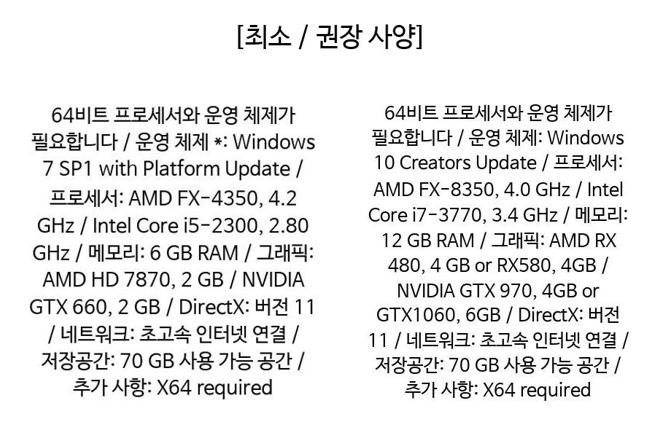 [최소 / 권장 사양]
64비트 프로세서와 운영 체제가
필요합니다 / 운영 체제 *: Windows
7 SP1 with Platform Update /
프로세서: AMD FX-4350, 4.2
GHz / Intel Core i5-2300, 2.80
GHz / 메모리: 6 GB RAM / 그래픽:
AMD HD 7870, 2 GB / NVIDIA
GTX 660, 2 GB / DirectX: 버전 11
/ 네트워크: 초고속 인터넷 연결 /
저장공간: 70 GB 사용 가능 공간 /
추가 사항: X64 required
64비트 프로세서와 운영 체제가
필요합니다 / 운영 체제: Windows
10 Creators Update / 프로세서:
AMD FX-8350, 4.0 GHz / Intel
Core i7-3770, 3.4 GHz / 메모리:
12 GB RAM / 그래픽: AMD RX
480, 4 GB or RX580, 4GB /
NVIDIA GTX 970, 4GB or
GTX1060, 6GB / DirectX: 버전
11 / 네트워크: 초고속 인터넷 연결 /
저장공간: 70 GB 사용 가능 공간 /
추가 사항: X64 required